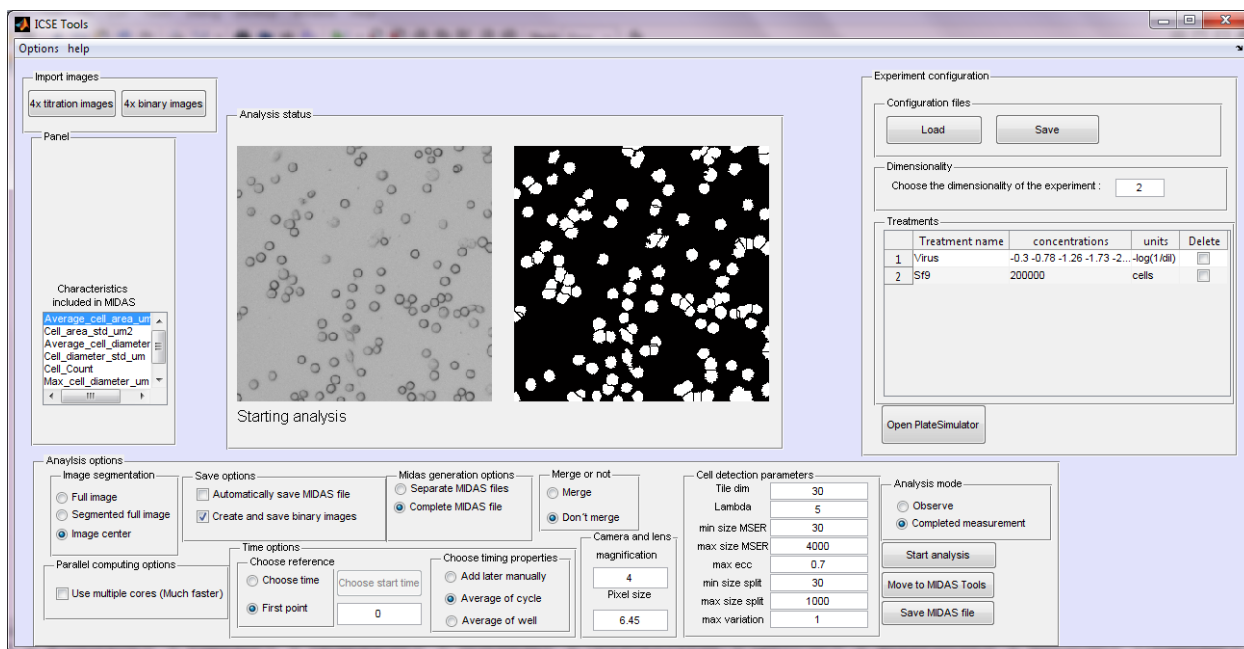 ICSE Tools
Options help
Import images
4x titration images 4x binary images
Panel
Characteristics
included in MIDAS
Average_cell_area_um
Cell_area_std_um2
Average_cell_diameter
Cell_diameter_std_um
Cell_Count
Max_cell_diameter_um
Analysis status
Starting analysis
Experiment configuration
Configuration files
Load Save
Dimensionality
Choose the dimensionality of the experiment : 2
Treatments
Treatment name concentrations units Delete
1 Virus -0.3 -0.78 -1.26 -1.73 -2... -log(1/dil)
2 Sf9 200000 cells
Open PlateSimulator
Anaylsis options
Image segmentation
Full image
Segmented full image
Image center
Save options
Automatically save MIDAS file
Create and save binary images
Midas generation options
Separate MIDAS files
Complete MIDAS file
Merge or not
Merge
Don't merge
Parallel computing options
Use multiple cores (Much faster)
Time options
Choose reference
Choose time Choose start time
First point 0
Choose timing properties
Add later manually
Average of cycle
Average of well
Camera and lens
magnification
4
Pixel size
6.45
Cell detection parameters
Tile dim 30
Lambda 5
min size MSER 30
max size MSER 4000
max ecc 0.7
min size split 30
max size split 1000
max variation 1
Analysis mode
Observe
Completed measurement
Start analysis
Move to MIDAS Tools
Save MIDAS file